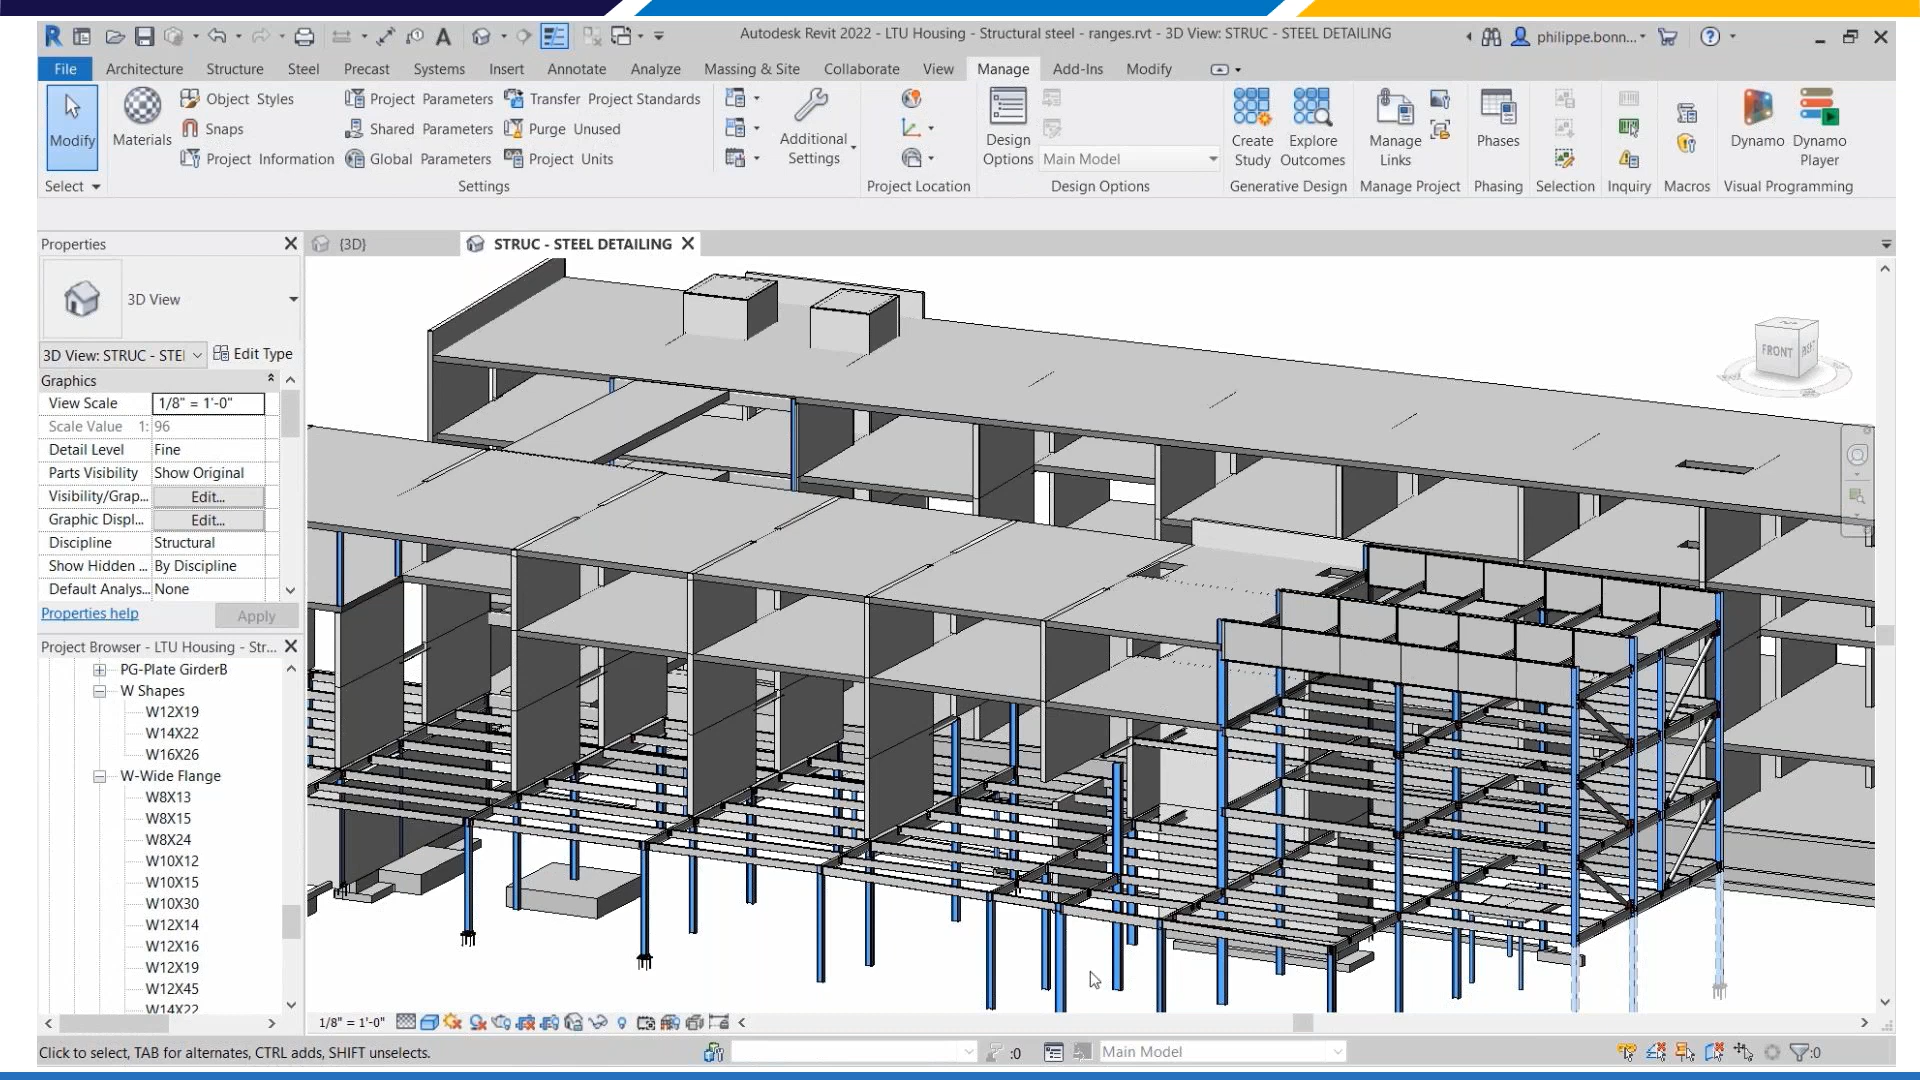 Autodesk Revit 2022 - LTU Housing - Structural steel - ranges.rvt - 3D View: STRUC - STEEL DETAILING
philippe.bonn...
File Architecture Structure Steel Precast Systems Insert Annotate Analyze Massing & Site Collaborate View Manage Add-Ins Modify
Modify
Select
Materials
Object Styles
Snaps
Project Information
Project Parameters
Shared Parameters
Global Parameters
Transfer Project Standards
Purge Unused
Project Units
Settings
Additional
Settings
Project Location
Design
Options
Main Model
Design Options
Create
Study
Explore
Outcomes
Generative Design
Manage
Links
Manage Project
Phases
Phasing
Selection
Inquiry
Macros
Dynamo
Dynamo
Player
Visual Programming
Properties
{3D}
STRUC - STEEL DETAILING
3D View
3D View: STRUC - STEI
Edit Type
Graphics
View Scale 1/8" = 1'-0"
Scale Value 1: 96
Detail Level Fine
Parts Visibility Show Original
Visibility/Grap... Edit...
Graphic Displ... Edit...
Discipline Structural
Show Hidden ... By Discipline
Default Analys... None
Properties help
Apply
Project Browser - LTU Housing - Str...
PG-Plate GirderB
W Shapes
W12X19
W14X22
W16X26
W-Wide Flange
W8X13
W8X15
W8X24
W10X12
W10X15
W10X30
W12X14
W12X16
W12X19
W12X45
W14X22
FRONT
1/8" = 1'-0"
Click to select, TAB for alternates, CTRL adds, SHIFT unselects.
:0
Main Model
:0